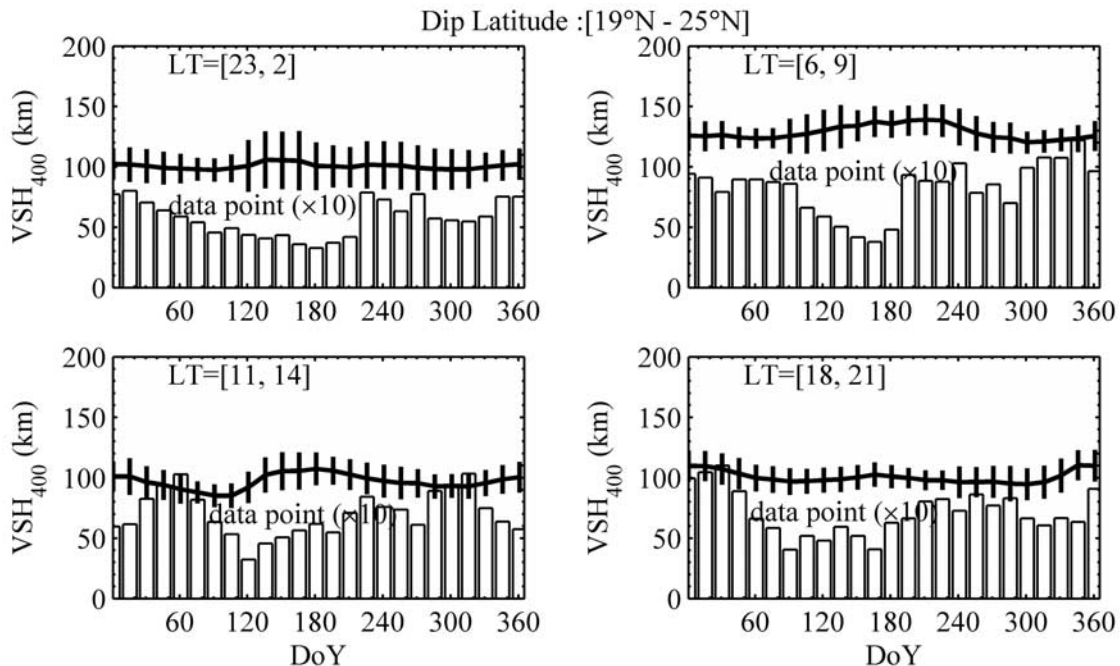 Dip Latitude :[19°N - 25°N]
200
150
100
50
0
VSH₄₀₀ (km)
LT=[23, 2]
data point (×10)
60 120 180 240 300 360
200
150
100
50
0
VSH₄₀₀ (km)
LT=[6, 9]
data point (×10)
60 120 180 240 300 360
200
150
100
50
0
VSH₄₀₀ (km)
LT=[11, 14]
data point (×10)
60 120 180 240 300 360
DoY
200
150
100
50
0
VSH₄₀₀ (km)
LT=[18, 21]
data point (×10)
60 120 180 240 300 360
DoY